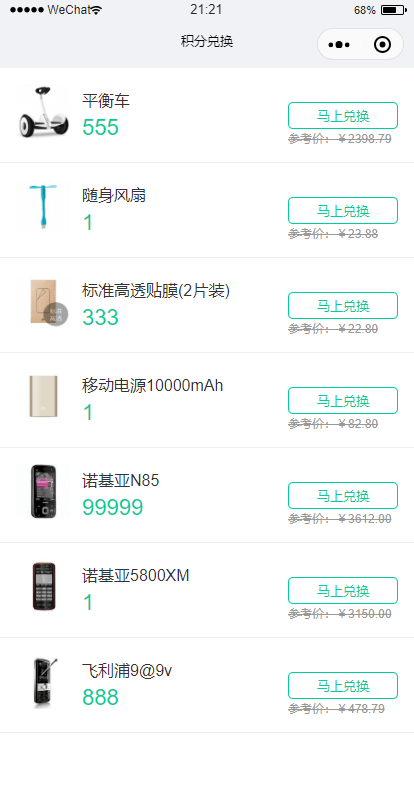 WeChat 21:21 68%
积分兑换
平衡车
555
马上兑换
参考价：￥2398.79
随身风扇
1
马上兑换
参考价：￥23.88
标准高透贴膜(2片装)
333
马上兑换
参考价：￥22.80
移动电源10000mAh
1
马上兑换
参考价：￥82.80
诺基亚N85
99999
马上兑换
参考价：￥3612.00
诺基亚5800XM
1
马上兑换
参考价：￥3150.00
飞利浦9@9v
888
马上兑换
参考价：￥478.79